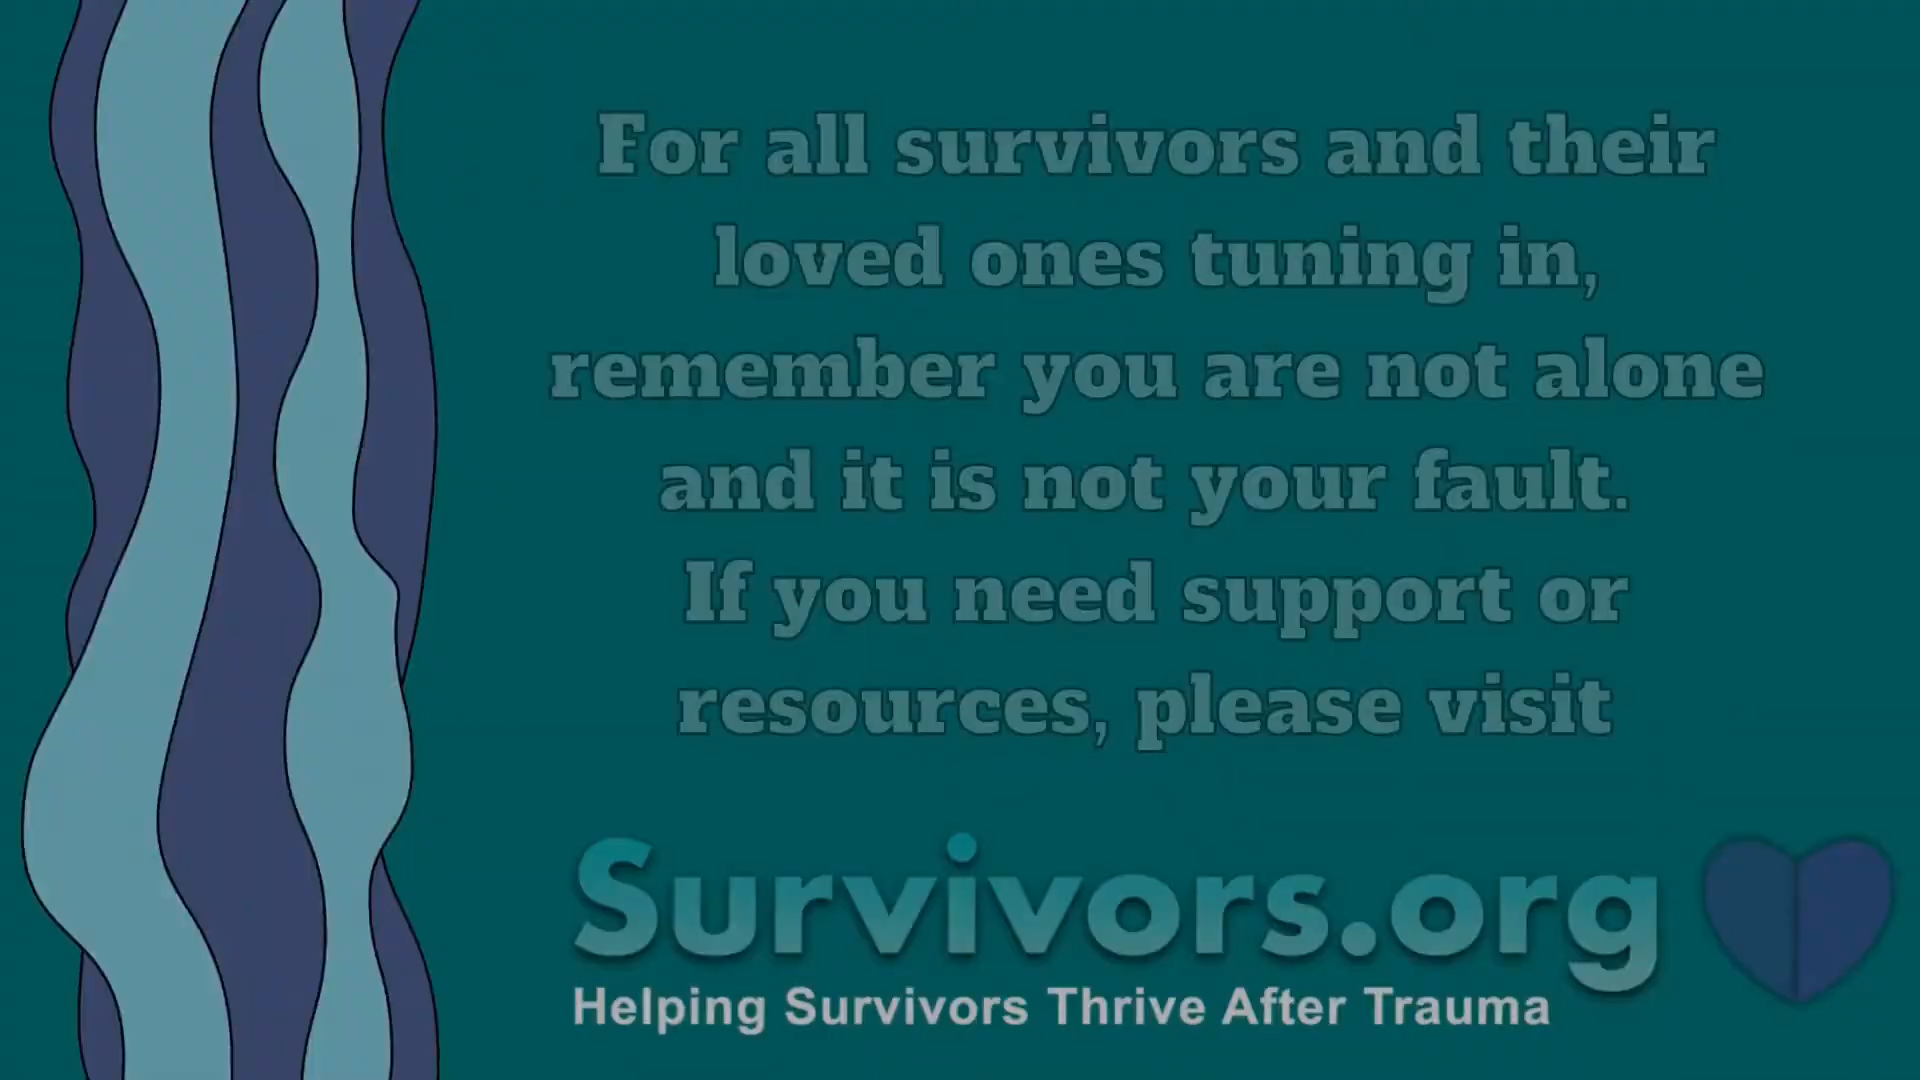 For all survivors and their
loved ones tuning in,
remember you are not alone
and it is not your fault.
If you need support or
resources, please visit
Survivors.org
Helping Survivors Thrive After Trauma